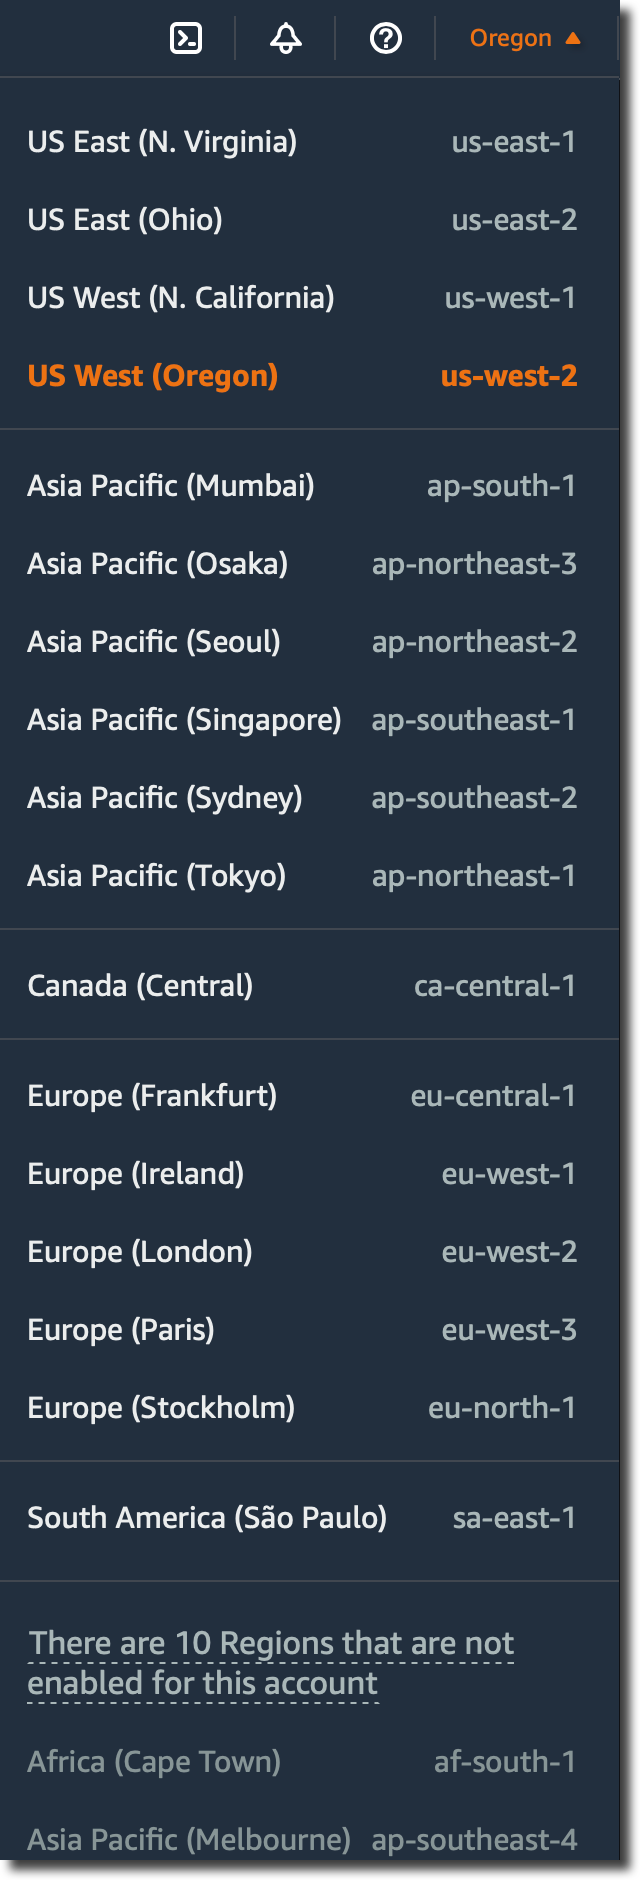 Oregon
US East (N. Virginia) us-east-1
US East (Ohio) us-east-2
US West (N. California) us-west-1
US West (Oregon) us-west-2
Asia Pacific (Mumbai) ap-south-1
Asia Pacific (Osaka) ap-northeast-3
Asia Pacific (Seoul) ap-northeast-2
Asia Pacific (Singapore) ap-southeast-1
Asia Pacific (Sydney) ap-southeast-2
Asia Pacific (Tokyo) ap-northeast-1
Canada (Central) ca-central-1
Europe (Frankfurt) eu-central-1
Europe (Ireland) eu-west-1
Europe (London) eu-west-2
Europe (Paris) eu-west-3
Europe (Stockholm) eu-north-1
South America (São Paulo) sa-east-1
There are 10 Regions that are not
enabled for this account
Africa (Cape Town) af-south-1
Asia Pacific (Melbourne) ap-southeast-4